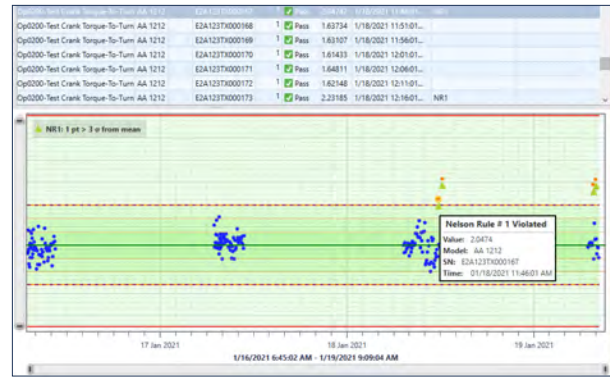 Op0200-Test Crank Torque-To-Turn AA 1212 E2A123TX000168 1 Pass 1.63734 1/18/2021 11:51:01...
Op0200-Test Crank Torque-To-Turn AA 1212 E2A123TX000169 1 Pass 1.63107 1/18/2021 11:56:01...
Op0200-Test Crank Torque-To-Turn AA 1212 E2A123TX000170 1 Pass 1.61433 1/18/2021 12:01:01...
Op0200-Test Crank Torque-To-Turn AA 1212 E2A123TX000171 1 Pass 1.64811 1/18/2021 12:06:01...
Op0200-Test Crank Torque-To-Turn AA 1212 E2A123TX000172 1 Pass 1.62148 1/18/2021 12:11:01...
Op0200-Test Crank Torque-To-Turn AA 1212 E2A123TX000173 1 Pass 2.23185 1/18/2021 12:16:01... NR1
NR1: 1 pt > 3 σ from mean
Nelson Rule # 1 Violated
Value: 2.0474
Model: AA 1212
SN: E2A123TX000167
Time: 01/18/2021 11:46:01 AM
17 Jan 2021 18 Jan 2021 19 Jan 2021
1/16/2021 6:45:02 AM - 1/19/2021 9:09:04 AM